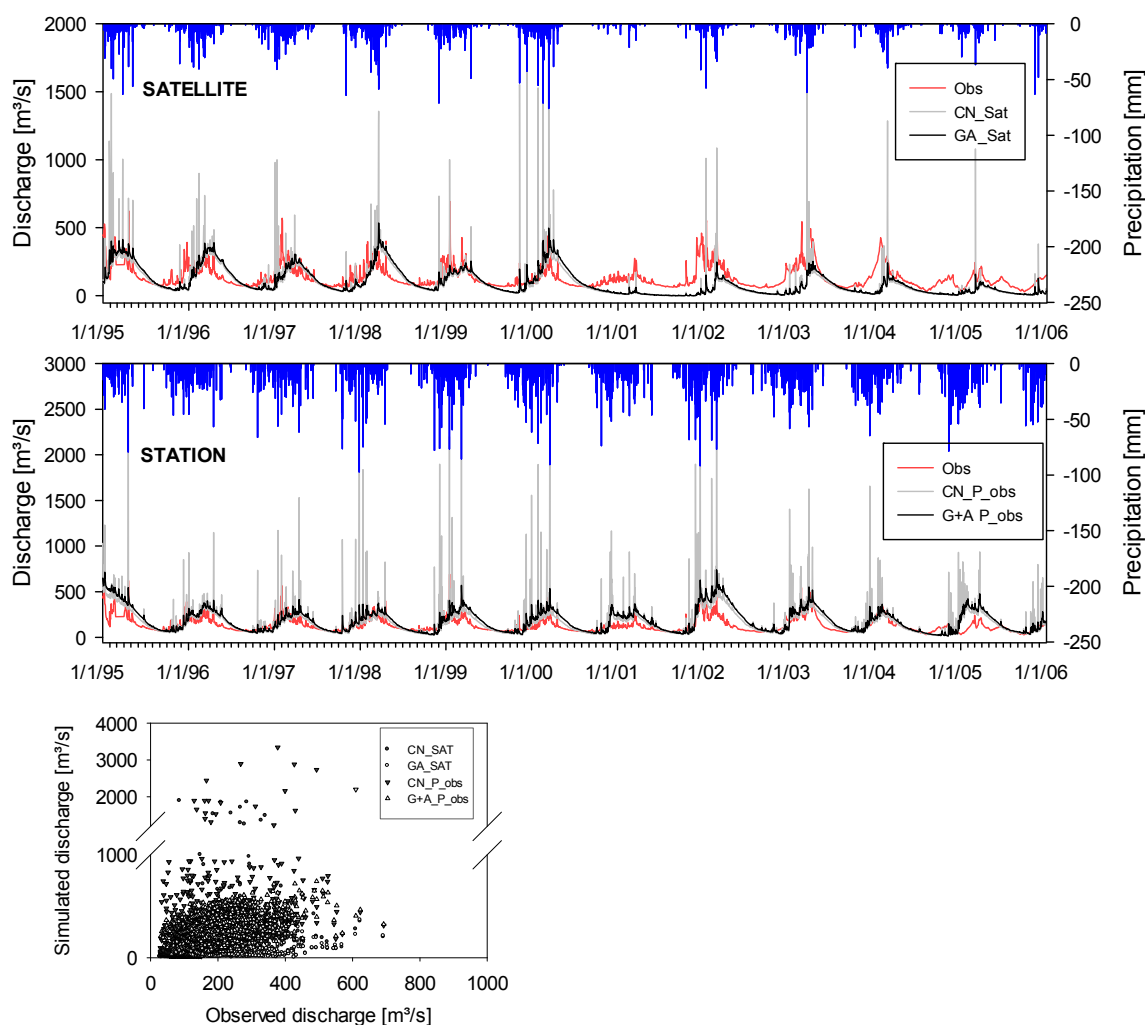 2000
1500
1000
500
0
Discharge [m³/s]
SATELLITE
Obs
CN_Sat
GA_Sat
0
-50
-100
-150
-200
-250
Precipitation [mm]
1/1/95 1/1/96 1/1/97 1/1/98 1/1/99 1/1/00 1/1/01 1/1/02 1/1/03 1/1/04 1/1/05 1/1/06
3000
2500
2000
1500
1000
500
0
Discharge [m³/s]
STATION
Obs
CN_P_obs
G+A P_obs
0
-50
-100
-150
-200
-250
Precipitation [mm]
1/1/95 1/1/96 1/1/97 1/1/98 1/1/99 1/1/00 1/1/01 1/1/02 1/1/03 1/1/04 1/1/05 1/1/06
4000
3000
2000
1000
0
Simulated discharge [m³/s]
CN_SAT
GA_SAT
CN_P_obs
G+A_P_obs
0 200 400 600 800 1000
Observed discharge [m³/s]